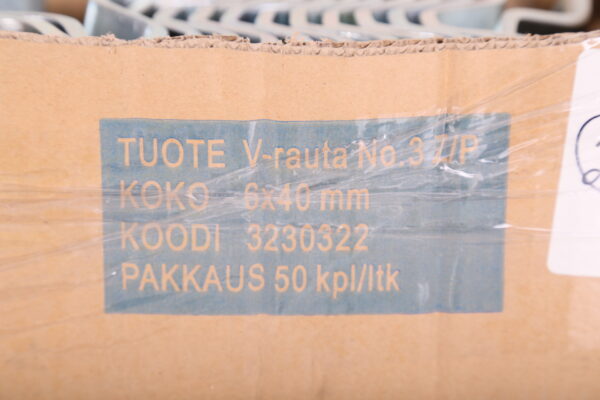 TUOTE V-rauta No.3 Z/P
KOKO 6x40 mm
KOODI 3230322
PAKKAUS 50 kpl/ltk